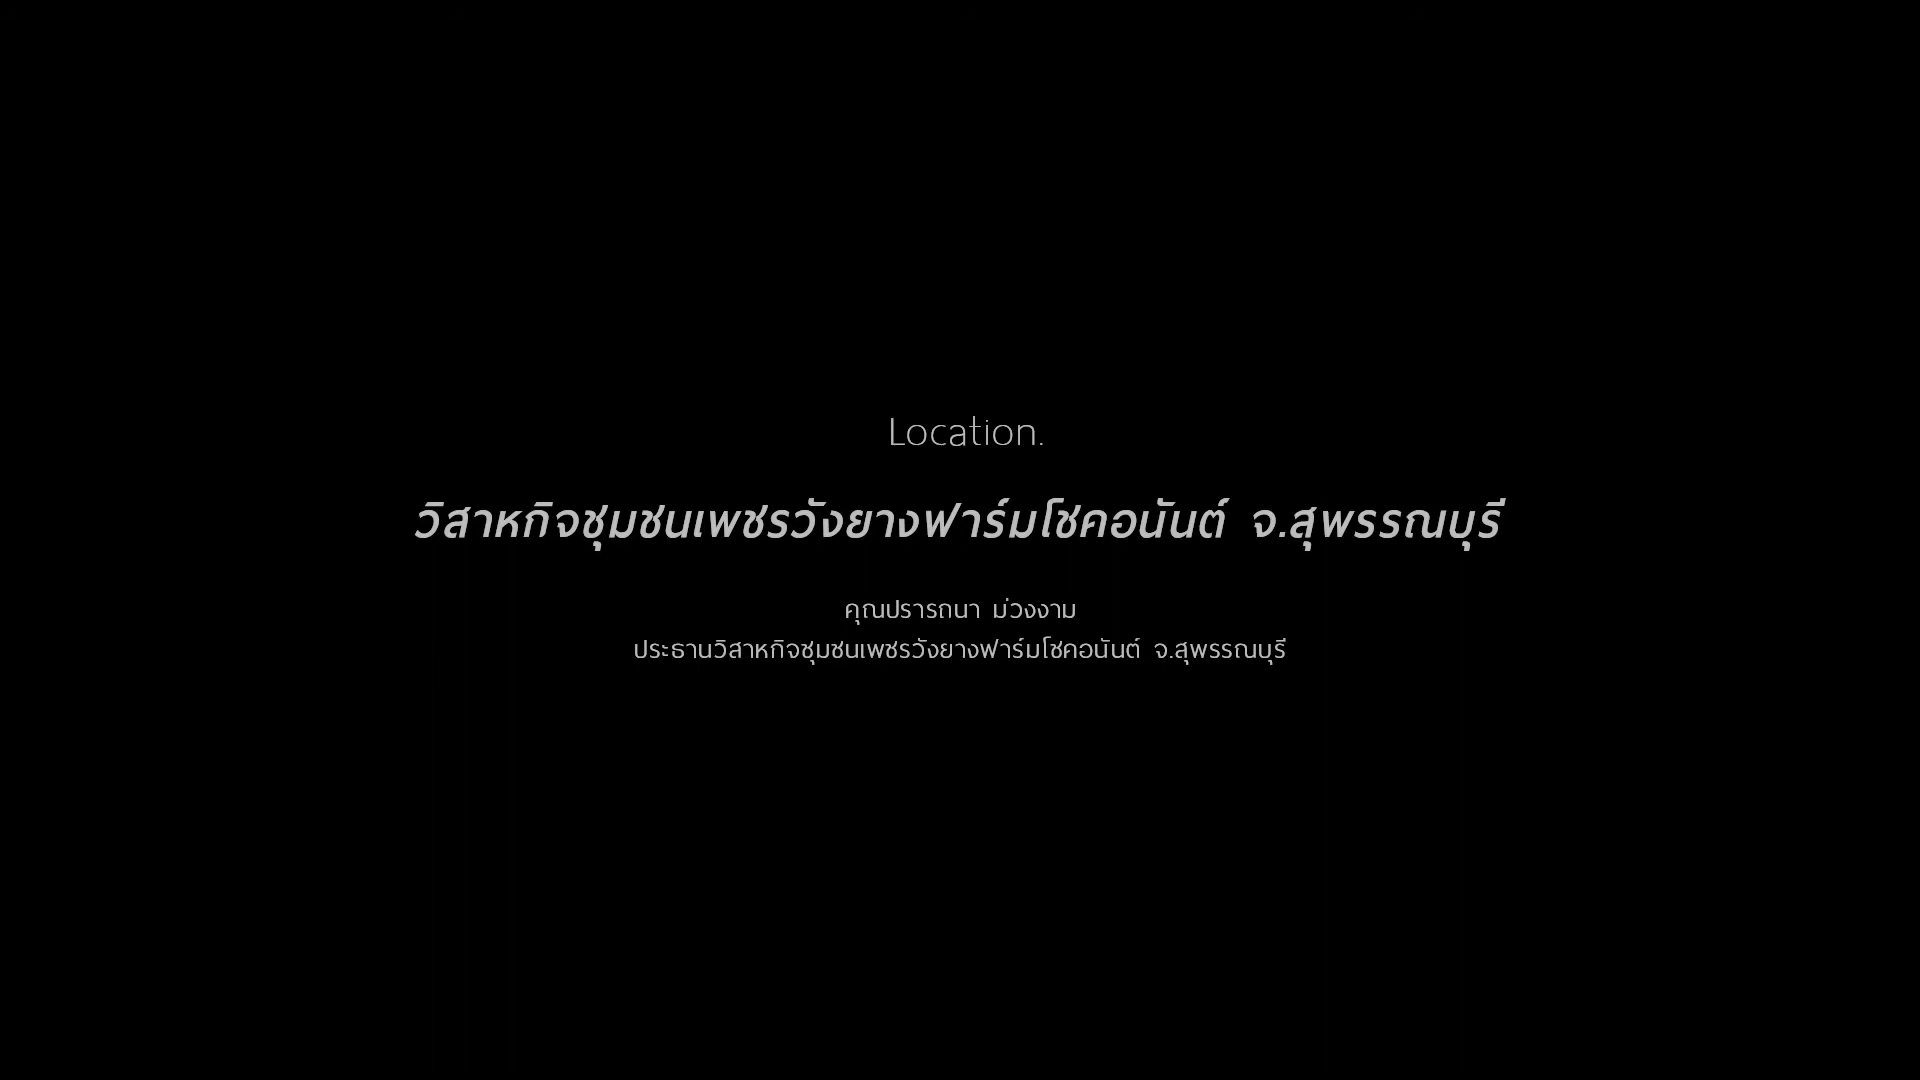 Location.
วิสาหกิจชุมชนเพชรวังยางฟาร์มโชคอนันต์ จ.สุพรรณบุรี
คุณปรารถนา ม่วงงาม
ประธานวิสาหกิจชุมชนเพชรวังยางฟาร์มโชคอนันต์ จ.สุพรรณบุรี